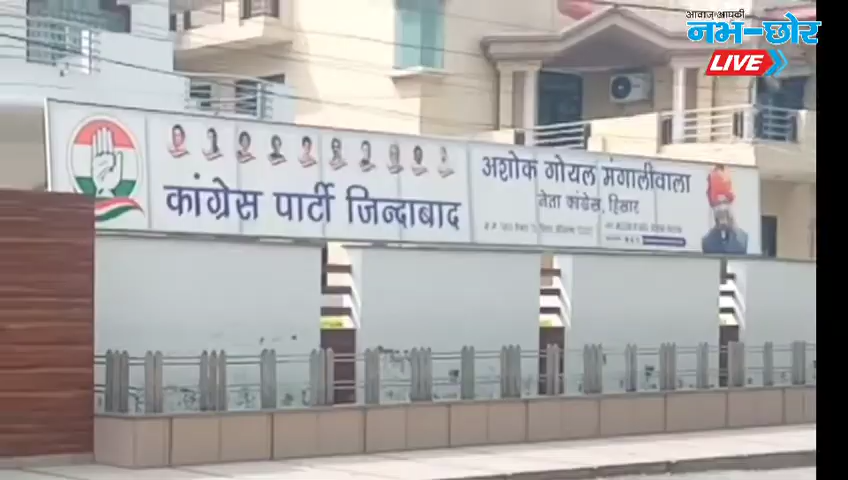 आवाज़ आपकी
नभ-छोर
LIVE
अशोक गोयल मंगालीवाला
कांग्रेस पार्टी जिन्दाबाद
नेता कांग्रेस, हिसार